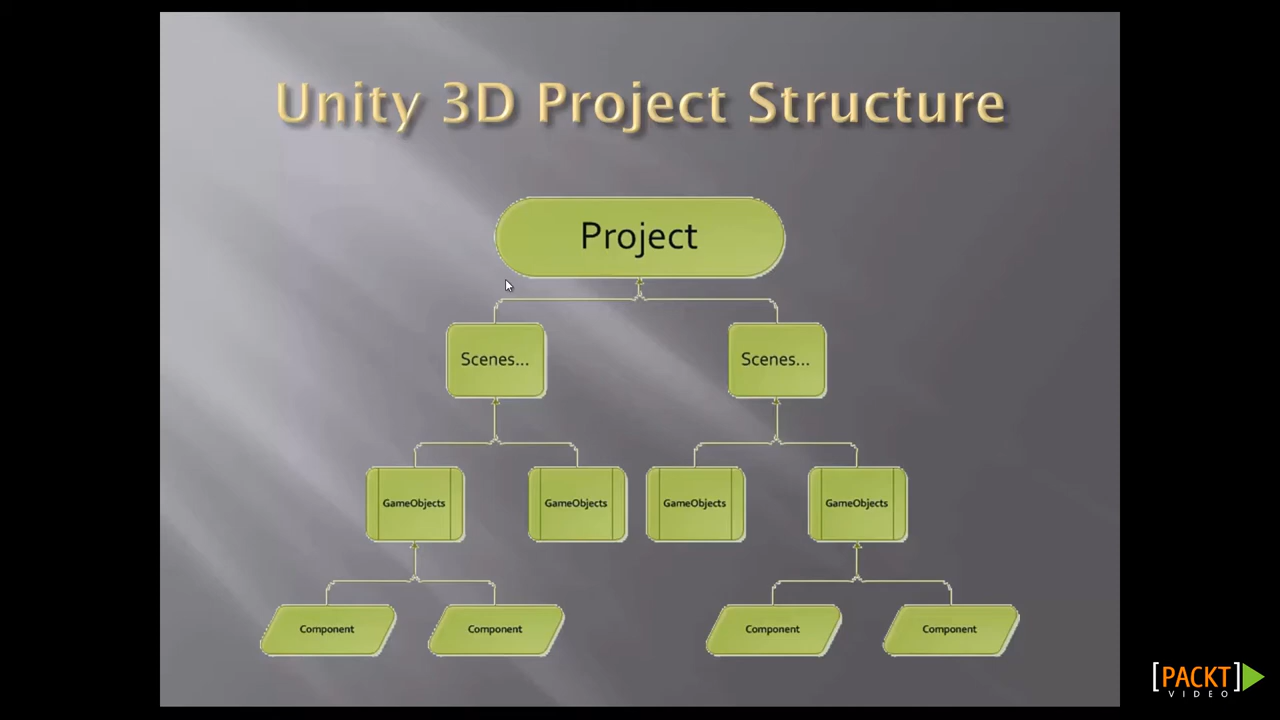 Unity 3D Project Structure
Project
Scenes...
Scenes...
GameObjects
GameObjects
GameObjects
GameObjects
Component
Component
Component
Component
[PACKT]
VIDEO